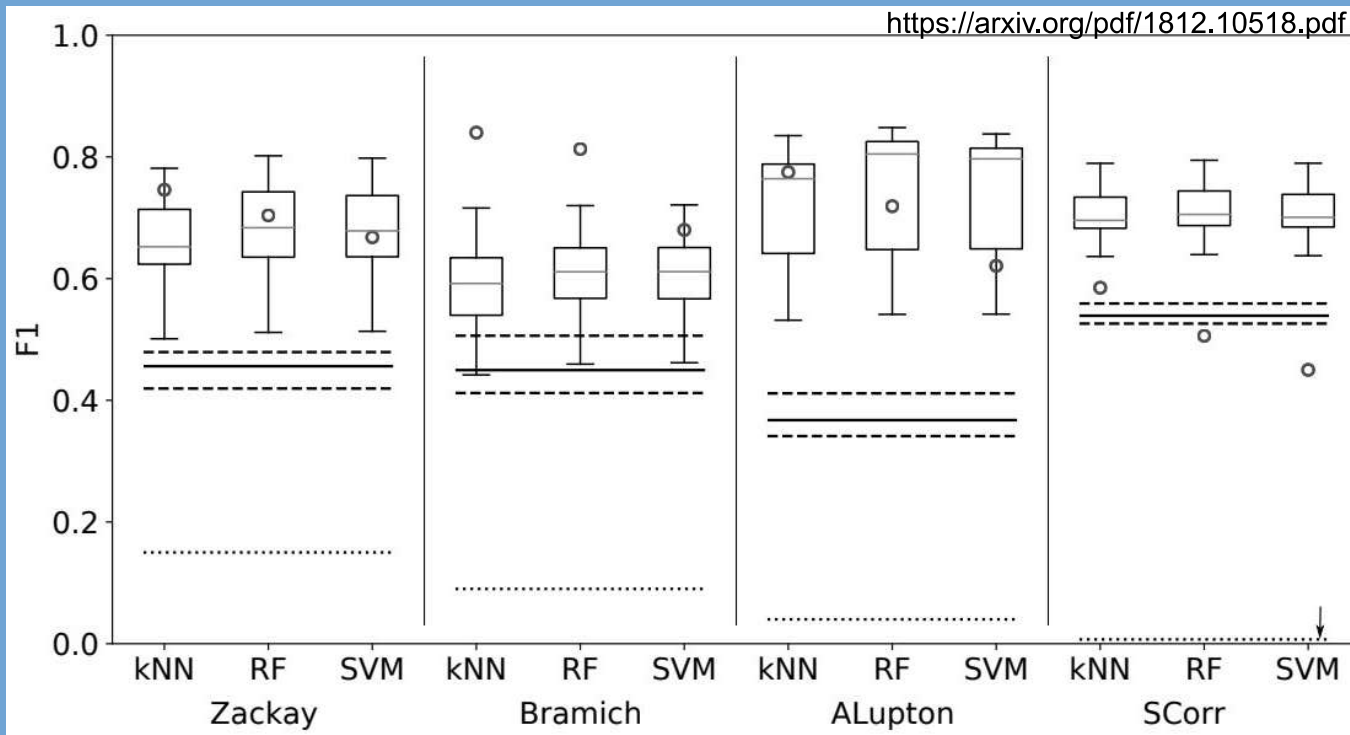 https://arxiv.org/pdf/1812.10518.pdf
1.0
0.8
0.6
0.4
0.2
0.0
F1
kNN RF SVM kNN RF SVM kNN RF SVM kNN RF SVM
Zackay Bramich ALupton SCorr